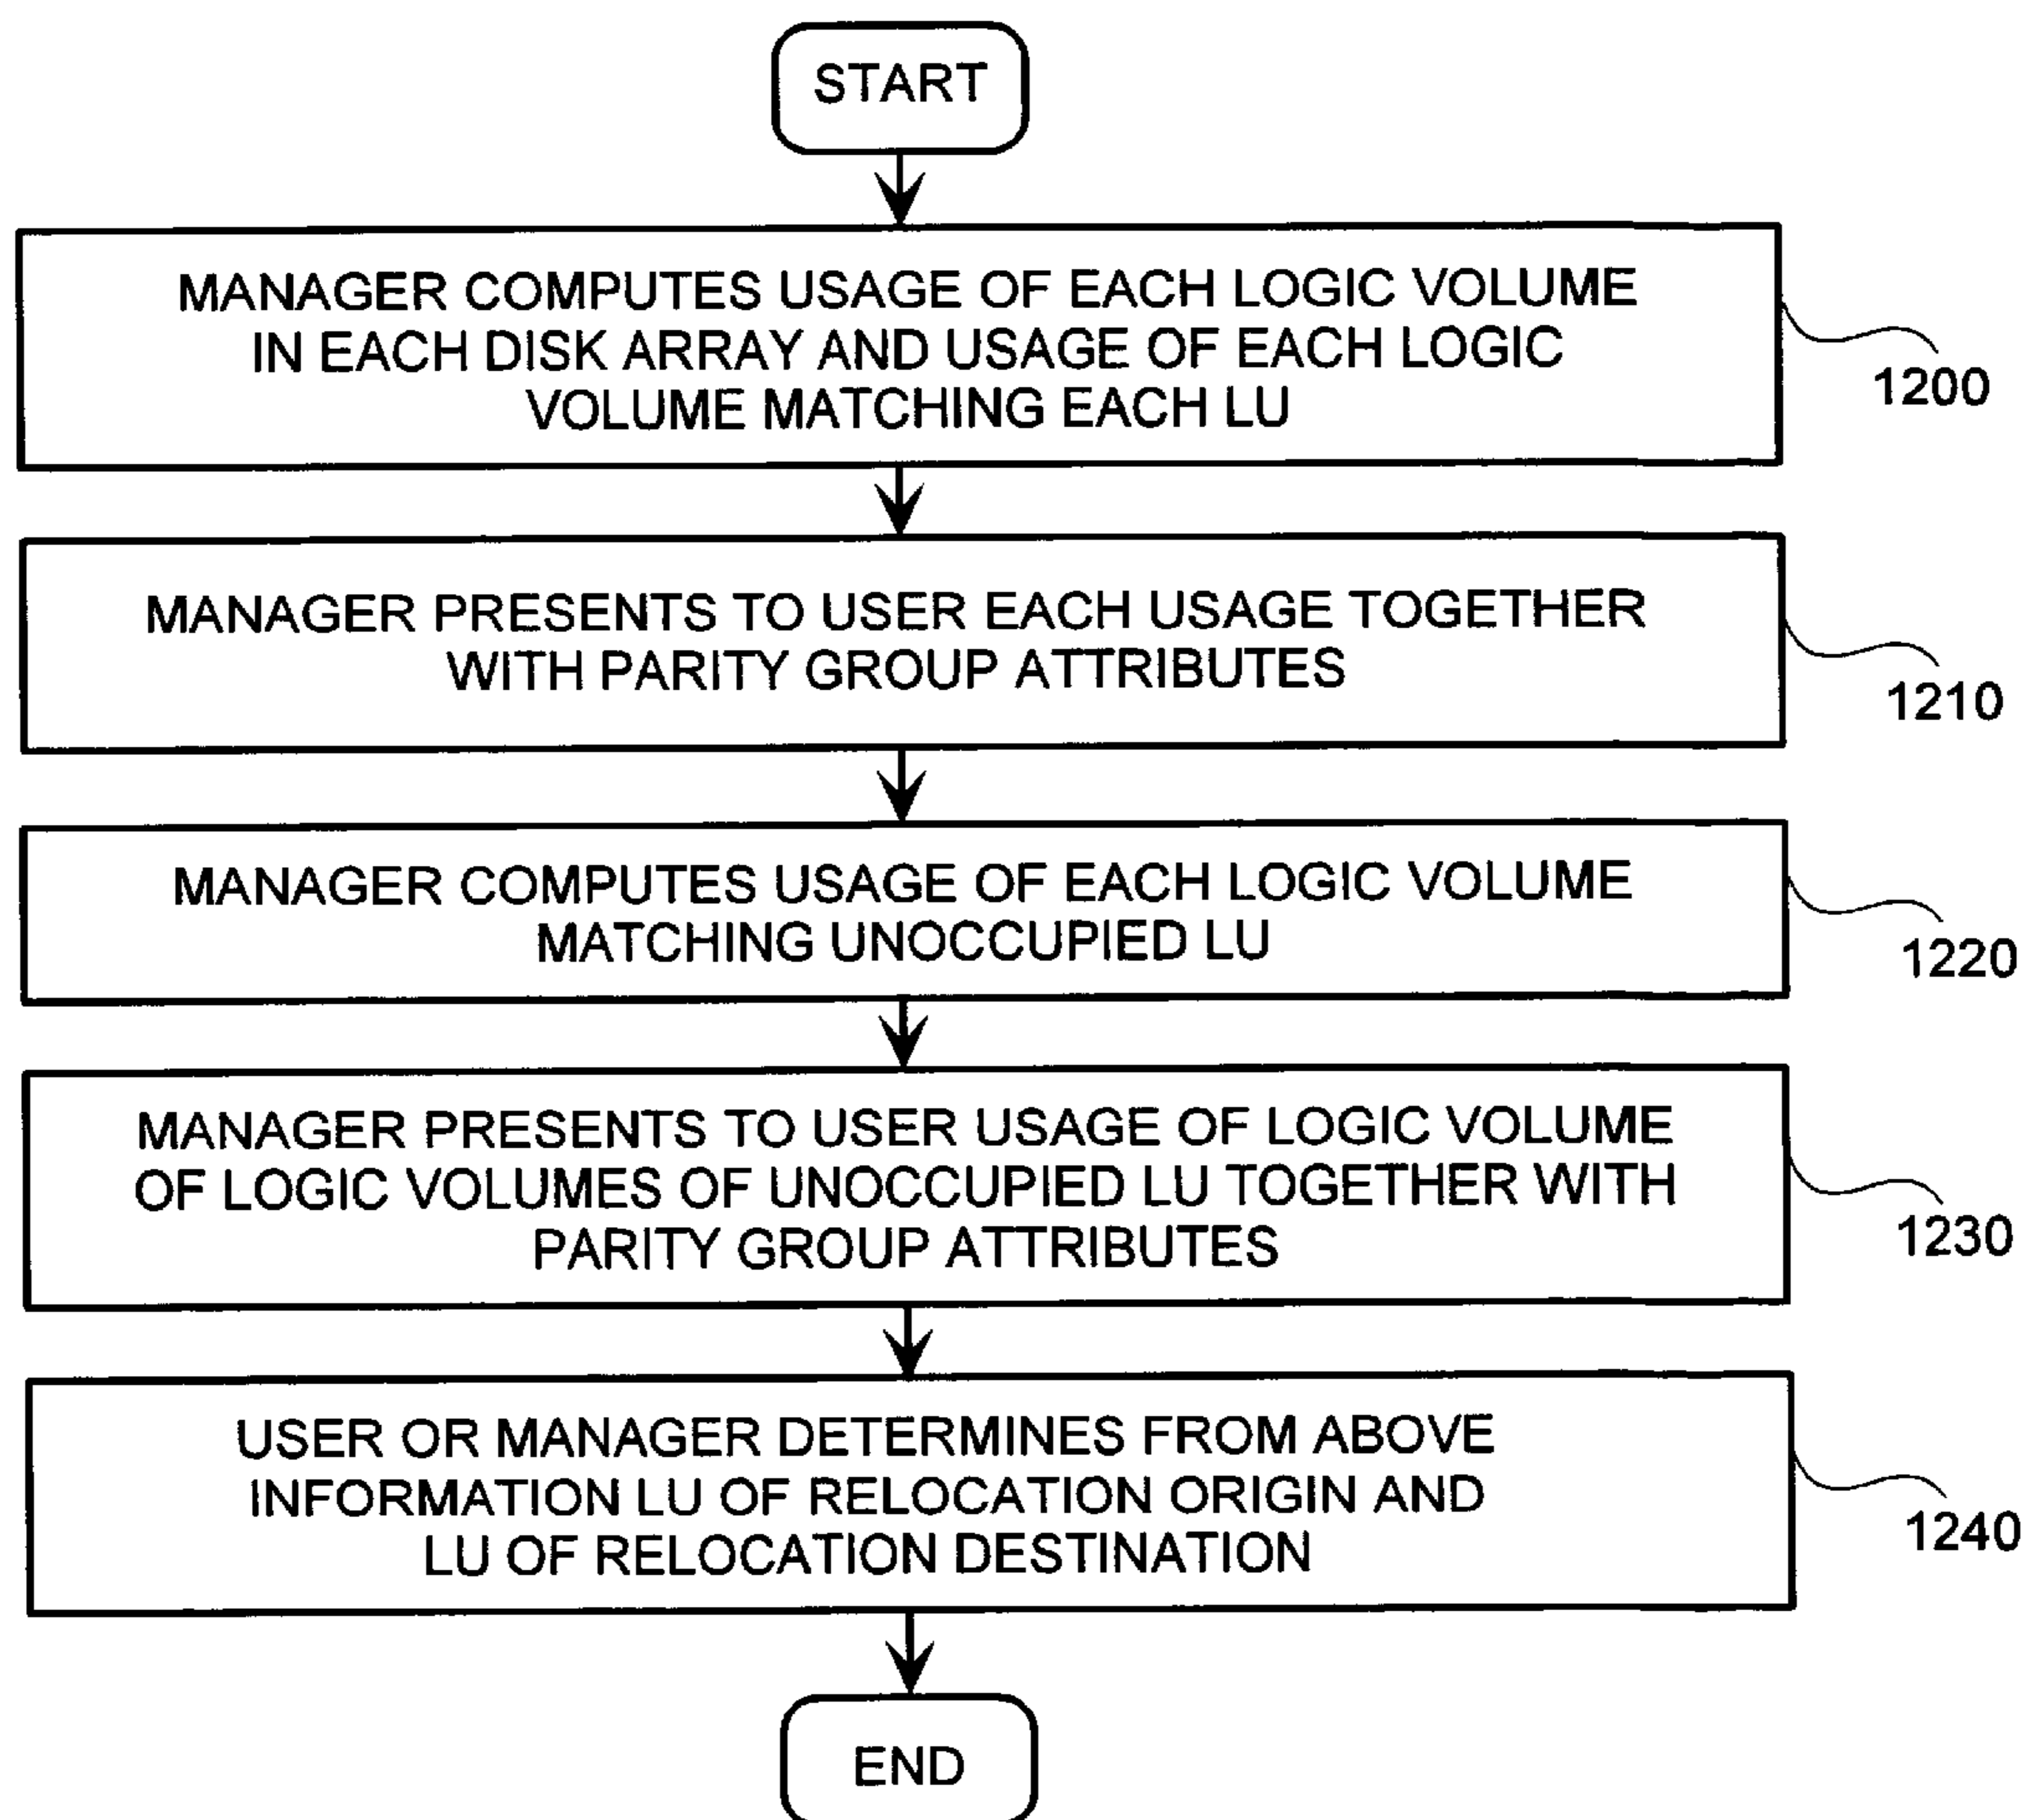 START
MANAGER COMPUTES USAGE OF EACH LOGIC VOLUME
IN EACH DISK ARRAY AND USAGE OF EACH LOGIC
VOLUME MATCHING EACH LU
1200
MANAGER PRESENTS TO USER EACH USAGE TOGETHER
WITH PARITY GROUP ATTRIBUTES
1210
MANAGER COMPUTES USAGE OF EACH LOGIC VOLUME
MATCHING UNOCCUPIED LU
1220
MANAGER PRESENTS TO USER USAGE OF LOGIC VOLUME
OF LOGIC VOLUMES OF UNOCCUPIED LU TOGETHER WITH
PARITY GROUP ATTRIBUTES
1230
USER OR MANAGER DETERMINES FROM ABOVE
INFORMATION LU OF RELOCATION ORIGIN AND
LU OF RELOCATION DESTINATION
1240
END